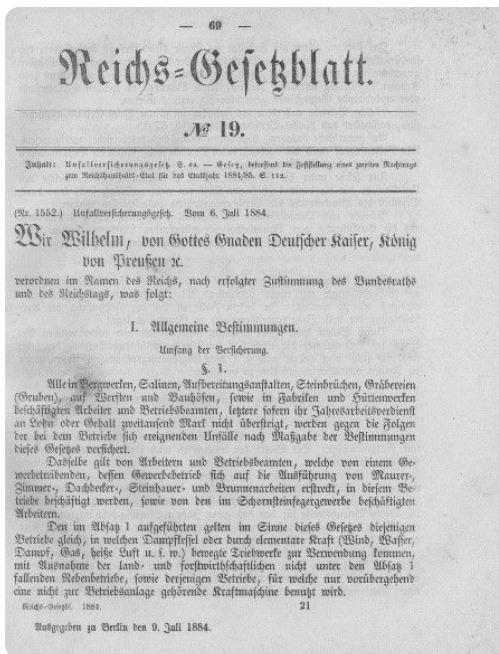 — 69 —
Reichs-Gesetzblatt.
№ 19.
Inhalt: Unfallversicherungsgesetz. S. 69. — Gesetz, betreffend die Feststellung eines zweiten Nachtrags
zum Reichshaushalts-Etat für das Etatsjahr 1884/85. S. 112.
(Nr. 1552.) Unfallversicherungsgesetz. Vom 6. Juli 1884.
Wir Wilhelm, von Gottes Gnaden Deutscher Kaiser, König
von Preußen ꝛc.
verordnen im Namen des Reichs, nach erfolgter Zustimmung des Bundesraths
und des Reichstags, was folgt:
I. Allgemeine Bestimmungen.
Umfang der Versicherung.
§. 1.
Alle in Bergwerken, Salinen, Aufbereitungsanstalten, Steinbrüchen, Gräbereien
(Gruben), auf Werften und Bauhöfen, sowie in Fabriken und Hüttenwerken
beschäftigten Arbeiter und Betriebsbeamten, letztere sofern ihr Jahresarbeitsverdienst
an Lohn oder Gehalt zweitausend Mark nicht übersteigt, werden gegen die Folgen
der bei dem Betriebe sich ereignenden Unfälle nach Maßgabe der Bestimmungen
dieses Gesetzes versichert.
Dasselbe gilt von Arbeitern und Betriebsbeamten, welche von einem Ge-
werbetreibenden, dessen Gewerbebetrieb sich auf die Ausführung von Maurer-,
Zimmer-, Dachdecker-, Steinhauer- und Brunnenarbeiten erstreckt, in diesem Be-
triebe beschäftigt werden, sowie von den im Schornsteinfegergewerbe beschäftigten
Arbeitern.
Den im Absatz 1 aufgeführten gelten im Sinne dieses Gesetzes diejenigen
Betriebe gleich, in welchen Dampfkessel oder durch elementare Kraft (Wind, Wasser,
Dampf, Gas, heiße Luft u. s. w.) bewegte Triebwerke zur Verwendung kommen,
mit Ausnahme der land- und forstwirthschaftlichen nicht unter den Absatz 1
fallenden Nebenbetriebe, sowie derjenigen Betriebe, für welche nur vorübergehend
eine nicht zur Betriebsanlage gehörende Kraftmaschine benutzt wird.
Reichs-Gesetzbl. 1884. 21
Ausgegeben zu Berlin den 9. Juli 1884.